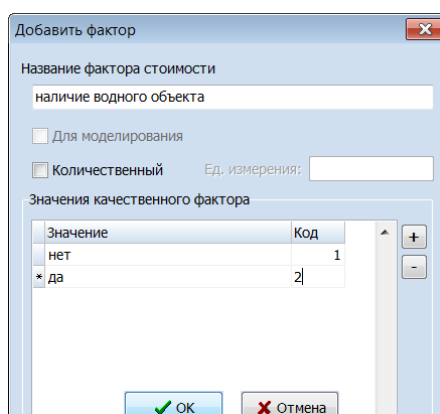 Добавить фактор
Название фактора стоимости
наличие водного объекта
Для моделирования
Количественный Ед. измерения:
Значения качественного фактора
Значение Код
нет 1
* да 2
+
-
OK Отмена